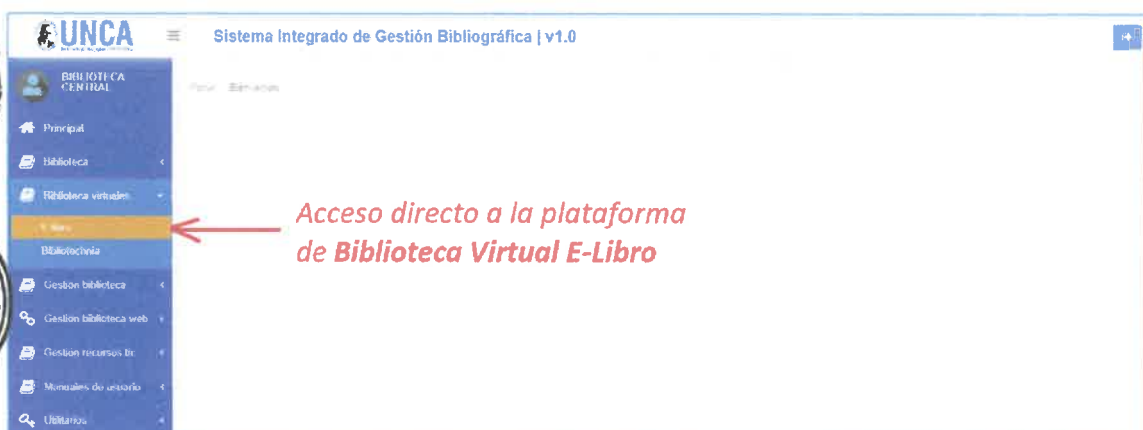 UNCA
Sistema Integrado de Gestión Bibliográfica | v1.0
BIBLIOTECA
CENTRAL
Principal
Biblioteca
Biblioteca virtuales
Bibliotechnia
Gestion biblioteca
Gestion biblioteca web
Gestion recursos tic
Manuales de usuario
Utilitarios
Acceso directo a la plataforma
de Biblioteca Virtual E-Libro